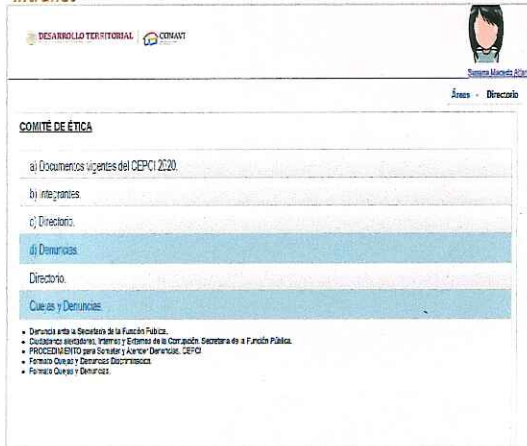 DESARROLLO TERRITORIAL
CONAVI
Susana Macedo
Áreas - Directorio
COMITÉ DE ÉTICA
a) Documentos vigentes del CEPCI 2020.
b) Integrantes.
c) Directorio.
d) Denuncias.
Directorio.
Quejas y Denuncias.
• Denuncia ante la Secretaría de la Función Pública.
• Ciudadanos alertadores, Internos y Externos de la Corrupción. Secretaría de la Función Pública.
• PROCEDIMIENTO para Someter y Atender Denuncias. CEPCI
• Formato Quejas y Denuncias Discriminación.
• Formato Quejas y Denuncias.